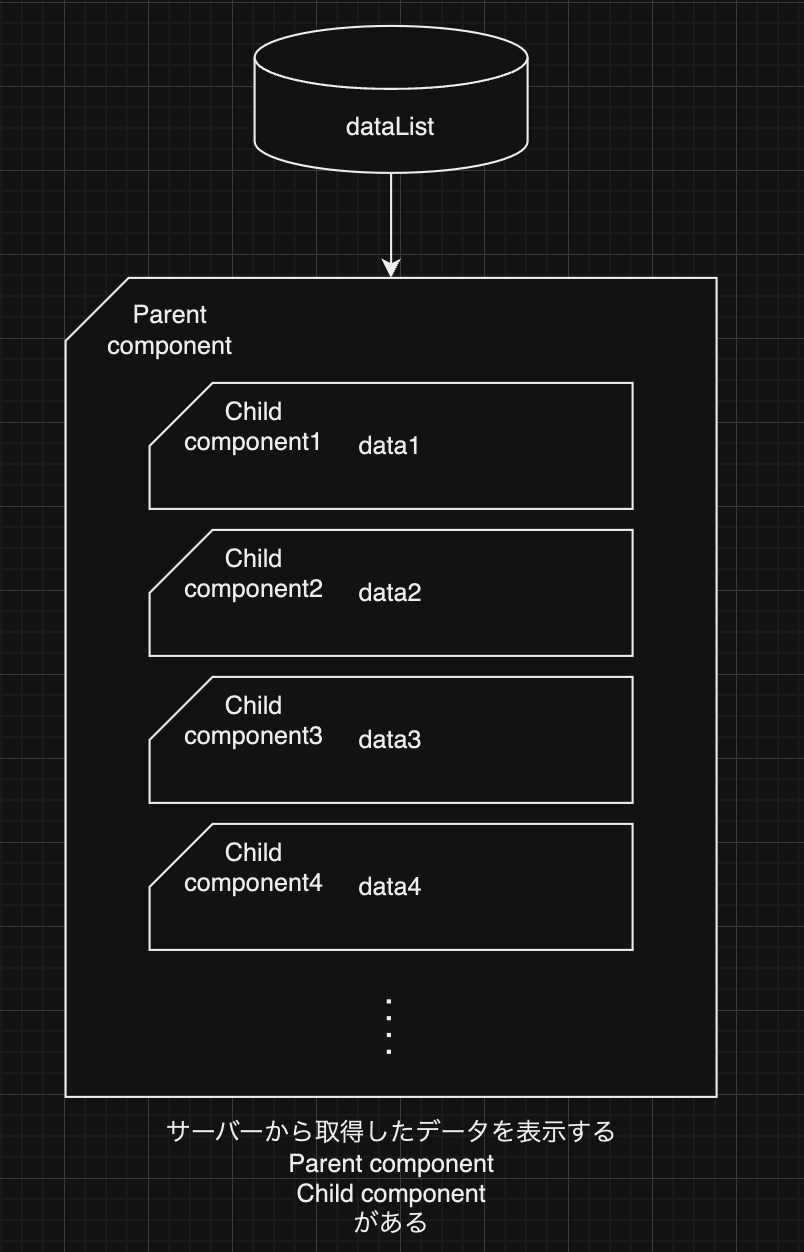 dataList
Parent
component
Child
component1
data1
Child
component2
data2
Child
component3
data3
Child
component4
data4
サーバーから取得したデータを表示する
Parent component
Child component
がある